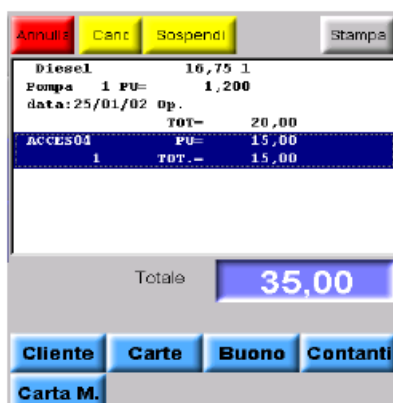 Annulla Canc Sospendi Stampa
Diesel 16,75 l
Pompa 1 PU= 1,200
data:25/01/02 Op.
TOT= 20,00
ACCES04 PU= 15,00
1 TOT.= 15,00
Totale 35,00
Cliente Carte Buono Contanti
Carta M.